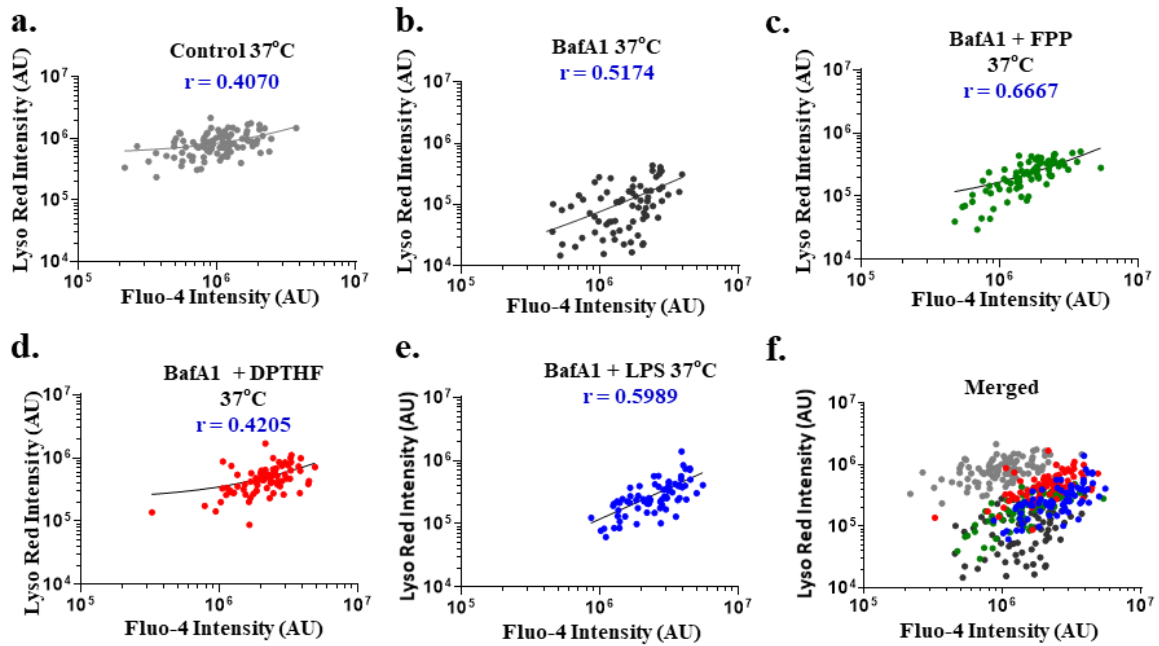 a.
Control 37°C
r = 0.4070
Lyso Red Intensity (AU)
10⁷
10⁶
10⁵
10⁴
10⁵
10⁶
10⁷
Fluo-4 Intensity (AU)
b.
BafA1 37°C
r = 0.5174
Lyso Red Intensity (AU)
10⁷
10⁶
10⁵
10⁴
10⁵
10⁶
10⁷
Fluo-4 Intensity (AU)
c.
BafA1 + FPP
37°C
r = 0.6667
Lyso Red Intensity (AU)
10⁷
10⁶
10⁵
10⁴
10⁵
10⁶
10⁷
Fluo-4 Intensity (AU)
d.
BafA1 + DPTHF
37°C
r = 0.4205
Lyso Red Intensity (AU)
10⁷
10⁶
10⁵
10⁴
10⁵
10⁶
10⁷
Fluo-4 Intensity (AU)
e.
BafA1 + LPS 37°C
r = 0.5989
Lyso Red Intensity (AU)
10⁷
10⁶
10⁵
10⁴
10⁵
10⁶
10⁷
Fluo-4 Intensity (AU)
f.
Merged
Lyso Red Intensity (AU)
10⁷
10⁶
10⁵
10⁴
10⁵
10⁶
10⁷
Fluo-4 Intensity (AU)